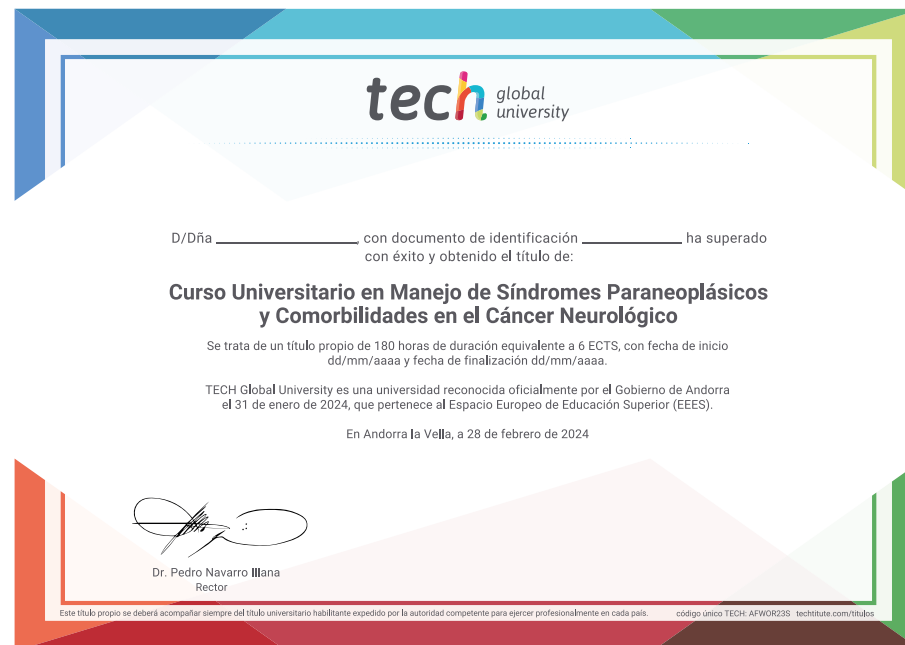 tech global
university
D/Dña ____________________, con documento de identificación ______________ ha superado
con éxito y obtenido el título de:
Curso Universitario en Manejo de Síndromes Paraneoplásicos
y Comorbilidades en el Cáncer Neurológico
Se trata de un título propio de 180 horas de duración equivalente a 6 ECTS, con fecha de inicio
dd/mm/aaaa y fecha de finalización dd/mm/aaaa.
TECH Global University es una universidad reconocida oficialmente por el Gobierno de Andorra
el 31 de enero de 2024, que pertenece al Espacio Europeo de Educación Superior (EEES).
En Andorra la Vella, a 28 de febrero de 2024
Dr. Pedro Navarro Illana
Rector
Este título propio se deberá acompañar siempre del título universitario habilitante expedido por la autoridad competente para ejercer profesionalmente en cada país. código único TECH: AFWOR23S techtitute.com/titulos